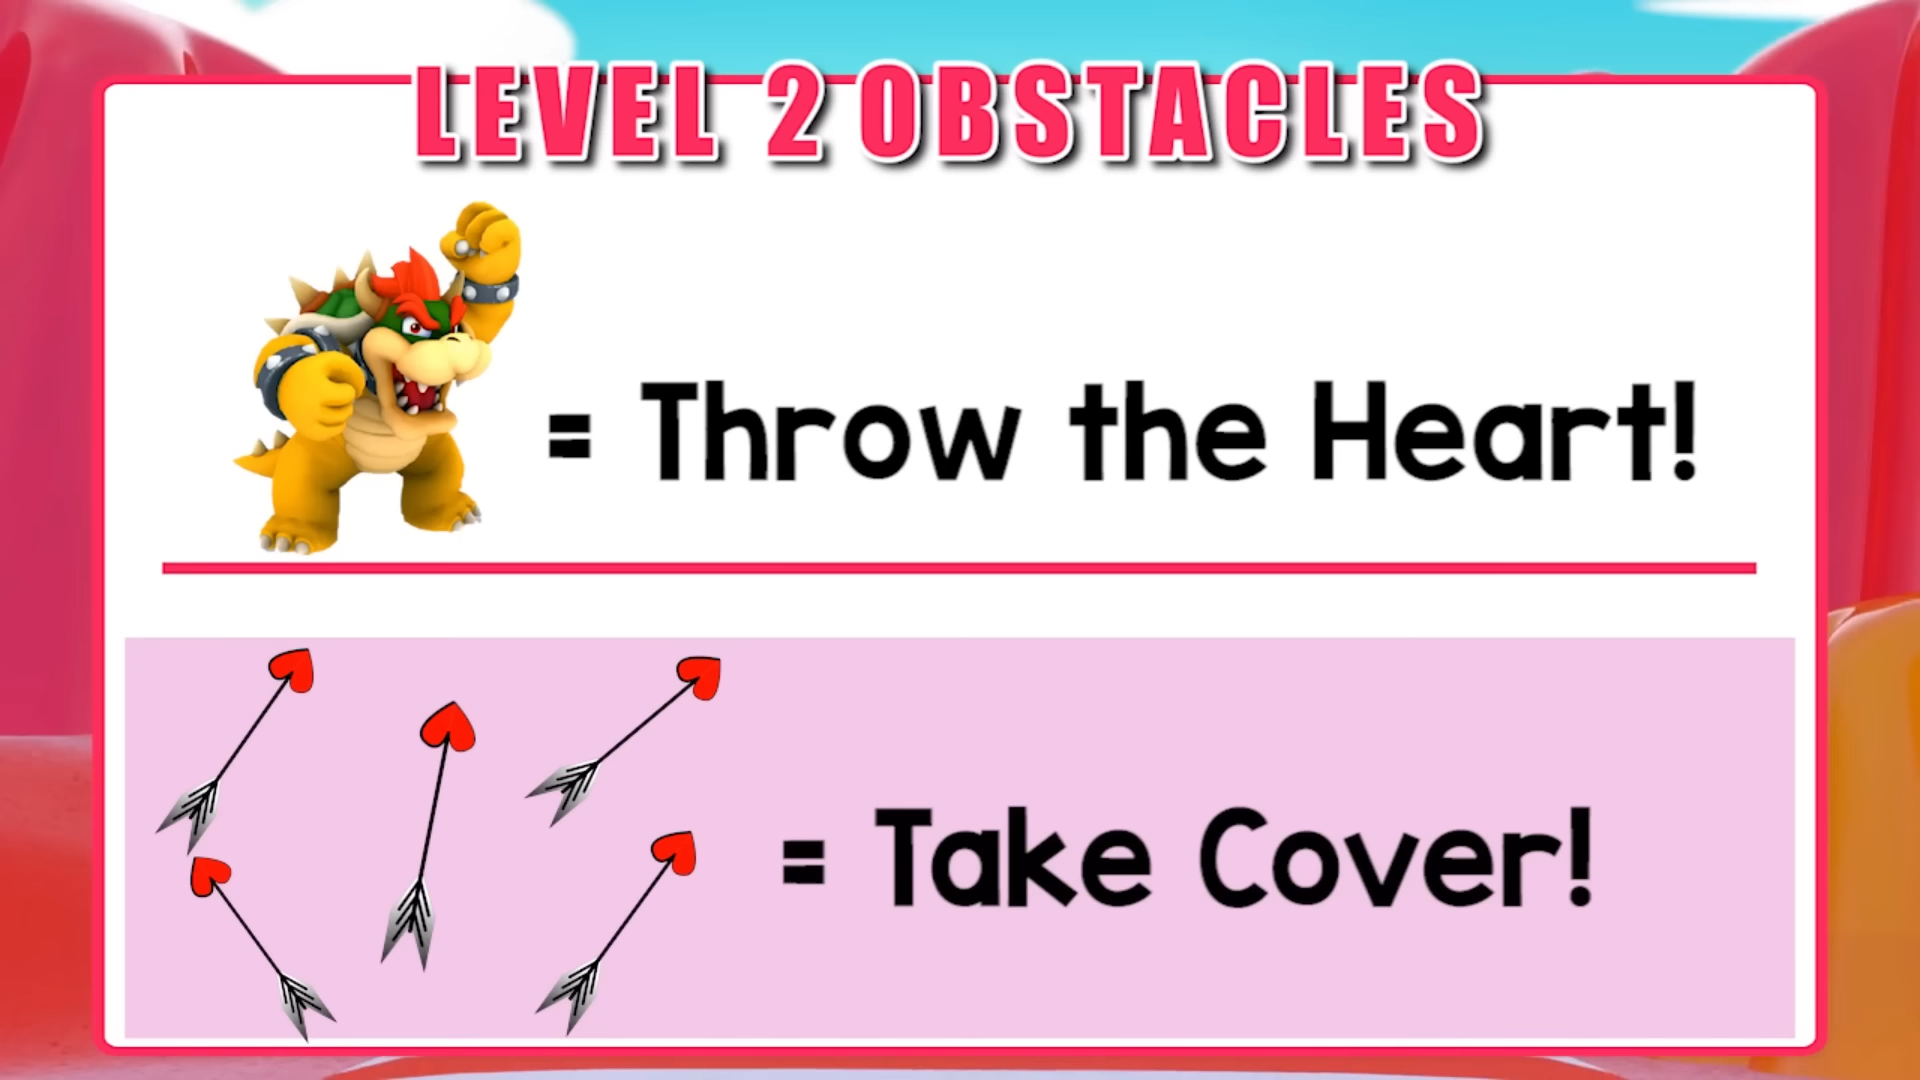 LEVEL 2 OBSTACLES
= Throw the Heart!
= Take Cover!